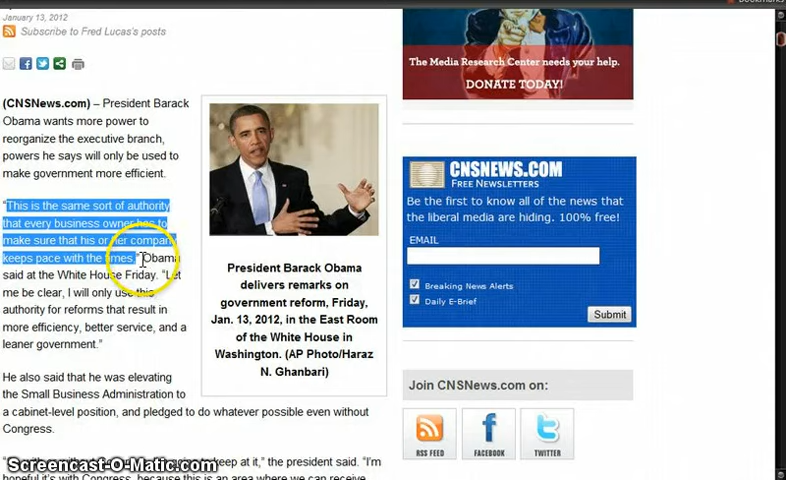 January 13, 2012
Subscribe to Fred Lucas's posts
(CNSNews.com) – President Barack
Obama wants more power to
reorganize the executive branch,
powers he says will only be used to
make government more efficient.
"This is the same sort of authority
that every business owner has to
make sure that his or her company
keeps pace with the times," Obama
said at the White House Friday. "Let
me be clear, I will only use this
authority for reforms that result in
more efficiency, better service, and a
leaner government."
He also said that he was elevating
the Small Business Administration to
a cabinet-level position, and pledged to do whatever possible even without
Congress.
keep at it," the president said. "I'm
hopeful it's with Congress, because this is an area where we can receive
President Barack Obama
delivers remarks on
government reform, Friday,
Jan. 13, 2012, in the East Room
of the White House in
Washington. (AP Photo/Haraz
N. Ghanbari)
The Media Research Center needs your help.
DONATE TODAY!
CNSNEWS.COM
FREE NEWSLETTERS
Be the first to know all of the news that
the liberal media are hiding. 100% free!
EMAIL
Breaking News Alerts
Daily E-Brief
Submit
Join CNSNews.com on:
RSS FEED
FACEBOOK
TWITTER
Bookmarks
Screencast-O-Matic.com